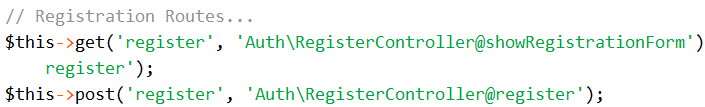 // Registration Routes...
$this->get('register', 'Auth\RegisterController@showRegistrationForm')
register');
$this->post('register', 'Auth\RegisterController@register');